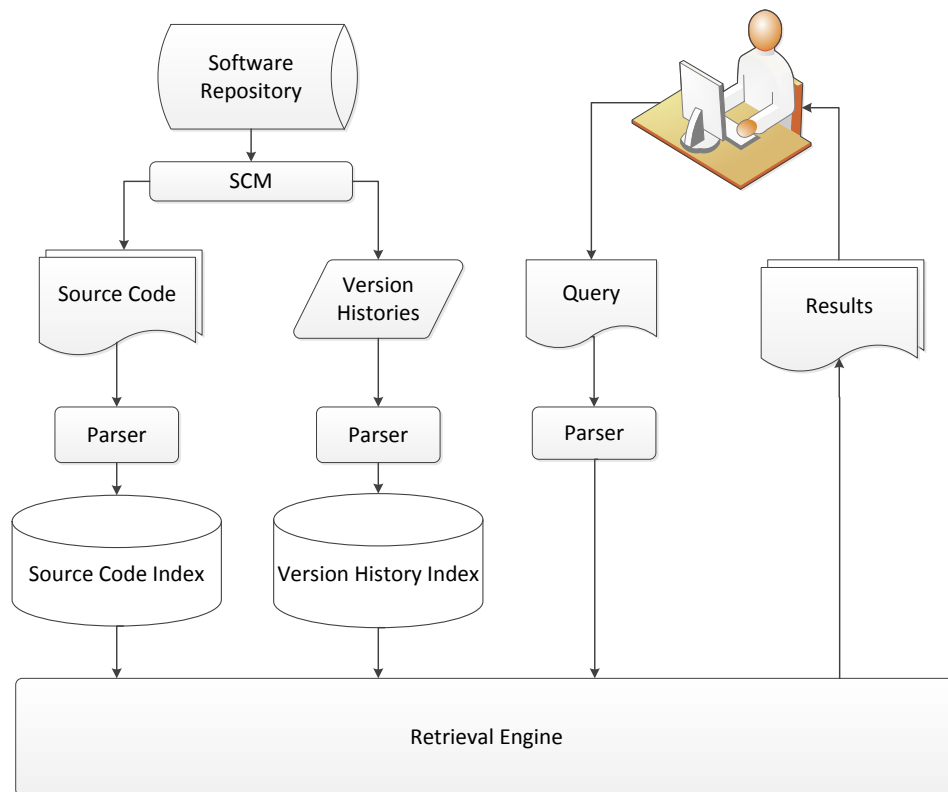 Software
Repository
SCM
Source Code
Version
Histories
Query
Results
Parser
Parser
Parser
Source Code Index
Version History Index
Retrieval Engine